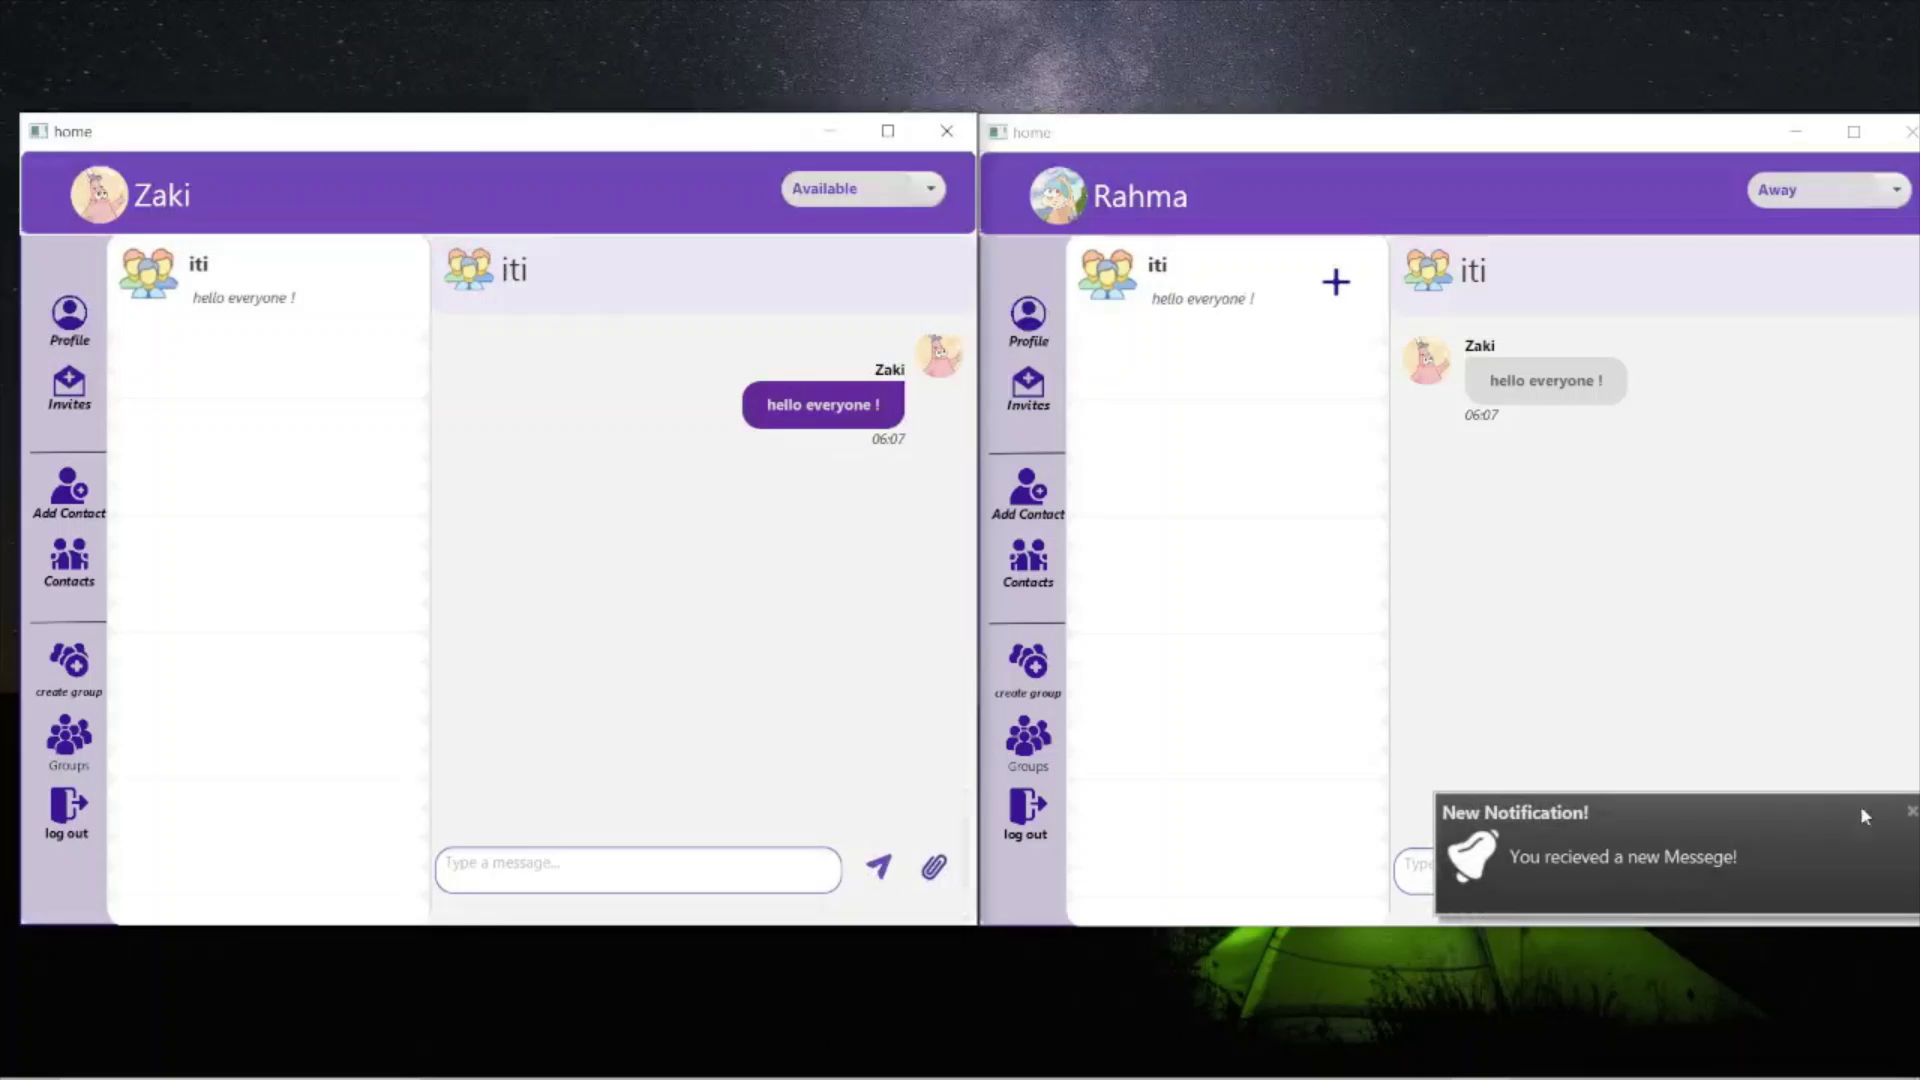 home
Zaki
Available
Profile
Invites
Add Contact
Contacts
create group
Groups
log out
iti
hello everyone !
iti
Zaki
hello everyone !
06:07
Type a message...
home
Rahma
Away
Profile
Invites
Add Contact
Contacts
create group
Groups
log out
iti
hello everyone !
iti
Zaki
hello everyone !
06:07
Type
New Notification!
You recieved a new Messege!